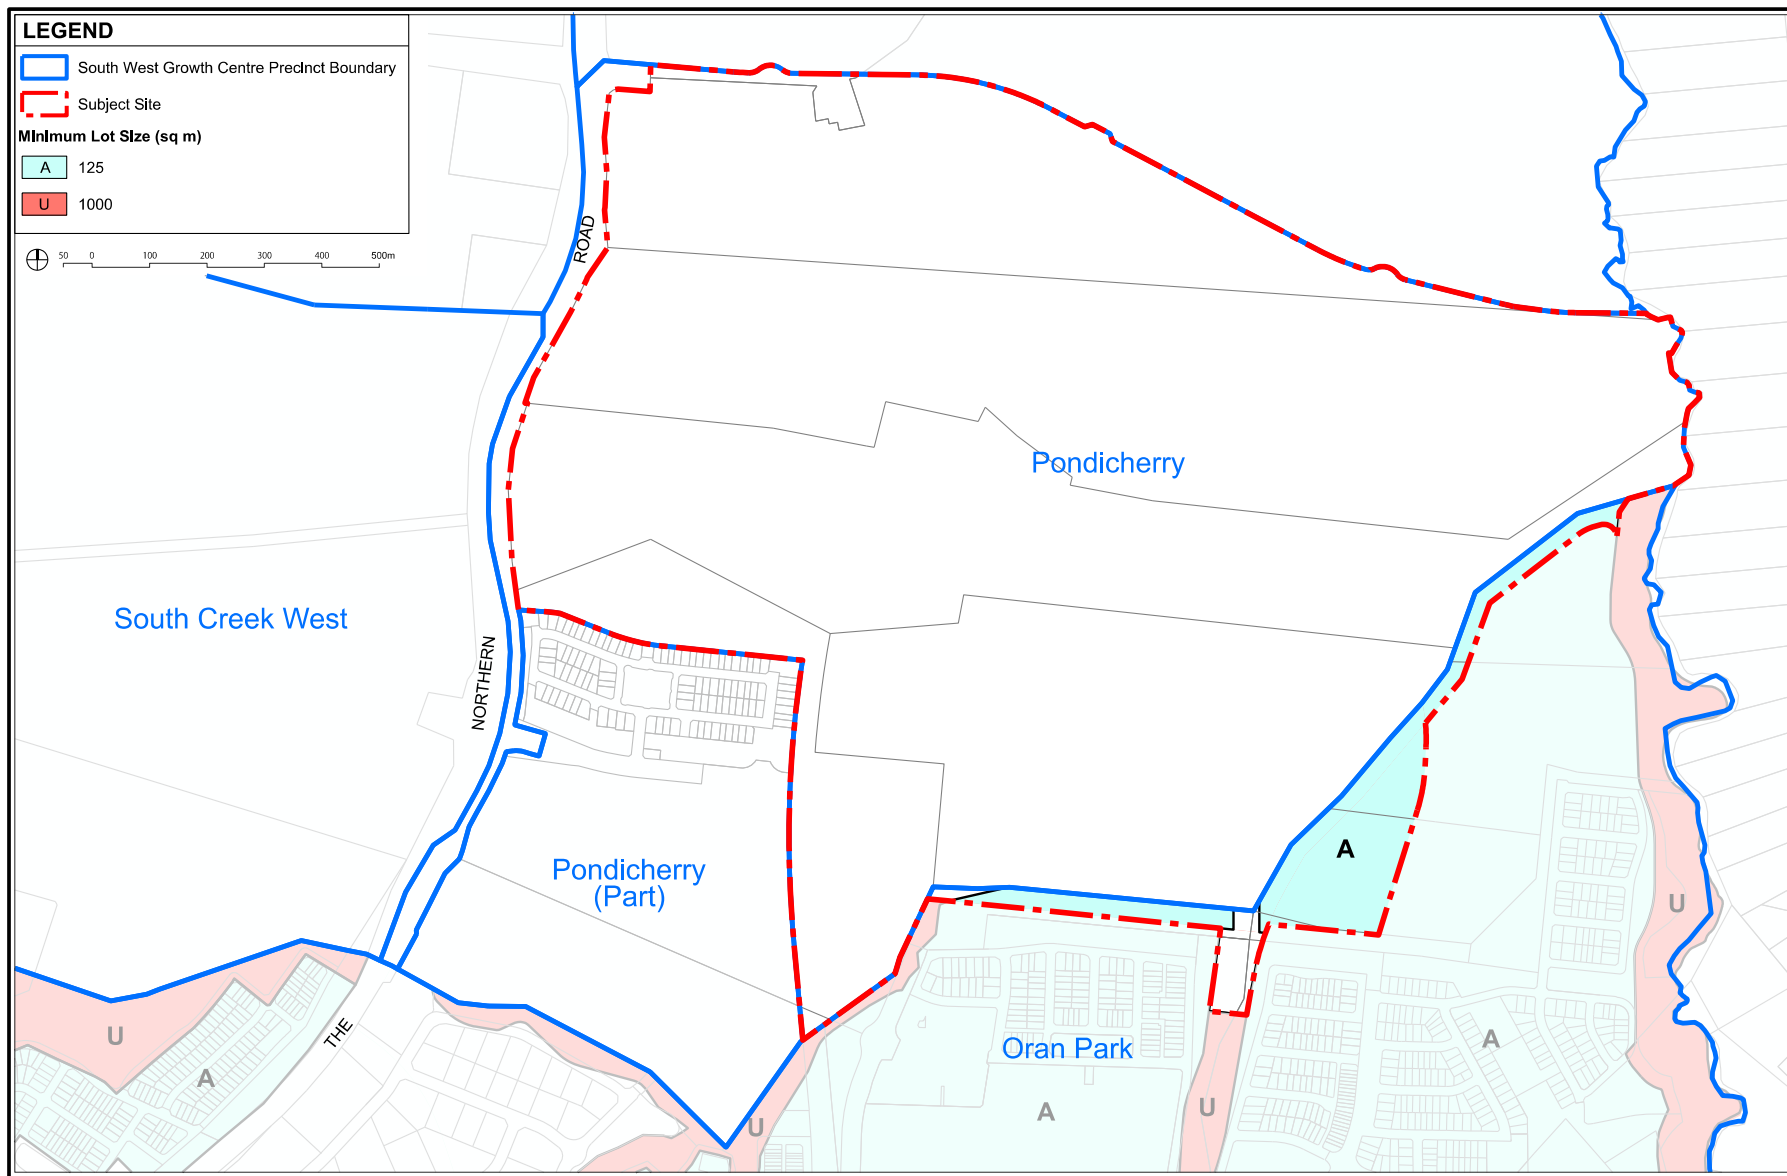 LEGEND
South West Growth Centre Precinct Boundary
Subject Site
Minimum Lot Size (sq m)
A 125
U 1000
50 0 100 200 300 400 500m
ROAD
Pondicherry
South Creek West
NORTHERN
Pondicherry
(Part)
A
U
THE
U
A
Oran Park
A
A
U
U